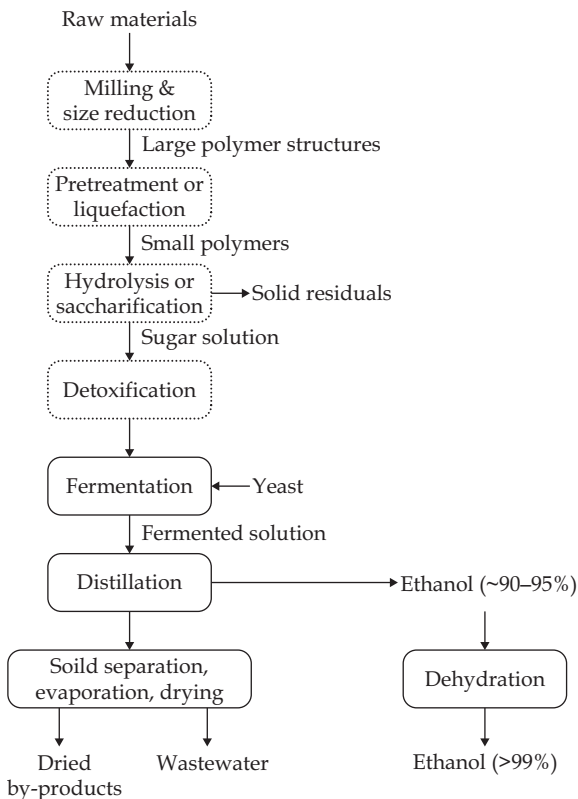 Raw materials
Milling &
size reduction
Large polymer structures
Pretreatment or
liquefaction
Small polymers
Hydrolysis or
saccharification
Solid residuals
Sugar solution
Detoxification
Fermentation
Yeast
Fermented solution
Distillation
Ethanol (~90–95%)
Soild separation,
evaporation, drying
Dehydration
Dried
by-products
Wastewater
Ethanol (>99%)